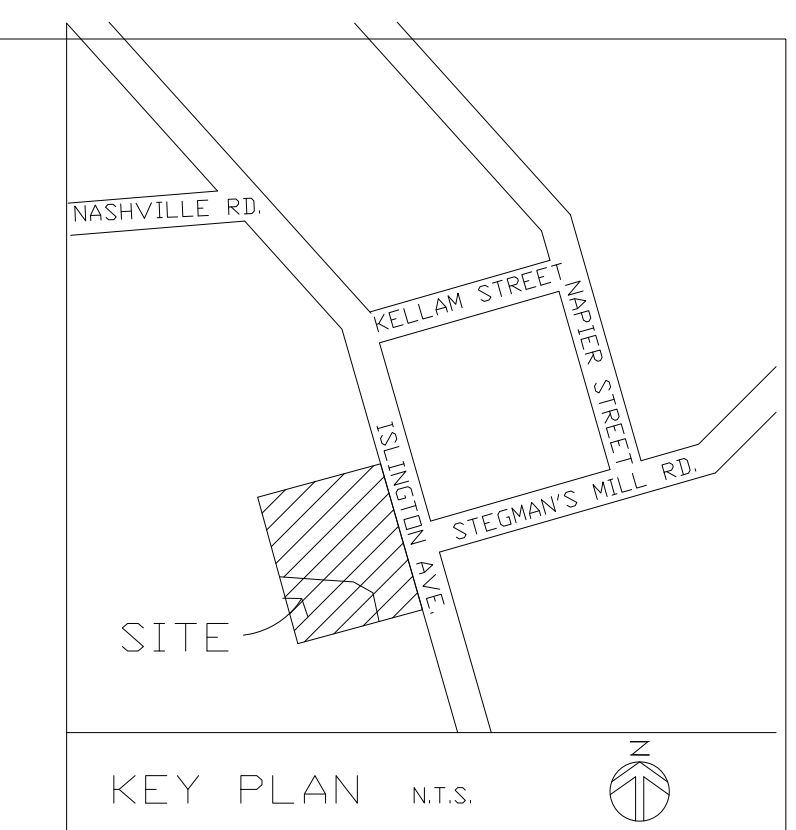 NASHVILLE RD.
KELLAM STREET
NAPIER STREET
ISLINGTON AVE.
STEGMAN'S MILL RD.
SITE
KEY PLAN N.T.S.
N